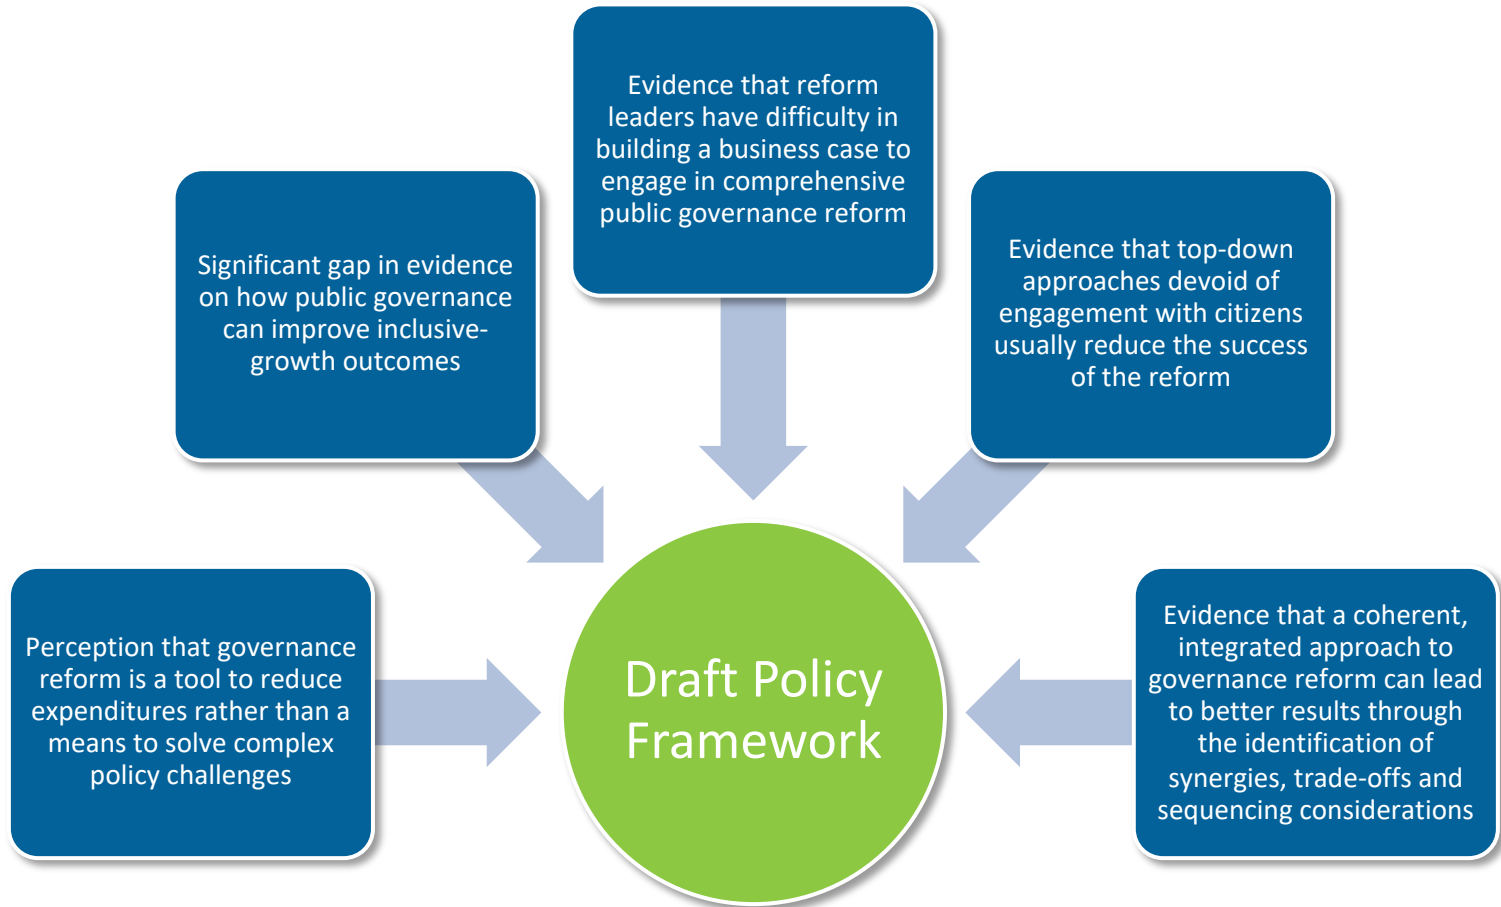 Evidence that reform
leaders have difficulty in
building a business case to
engage in comprehensive
public governance reform
Significant gap in evidence
on how public governance
can improve inclusive-
growth outcomes
Evidence that top-down
approaches devoid of
engagement with citizens
usually reduce the success
of the reform
Perception that governance
reform is a tool to reduce
expenditures rather than a
means to solve complex
policy challenges
Draft Policy
Framework
Evidence that a coherent,
integrated approach to
governance reform can lead
to better results through
the identification of
synergies, trade-offs and
sequencing considerations